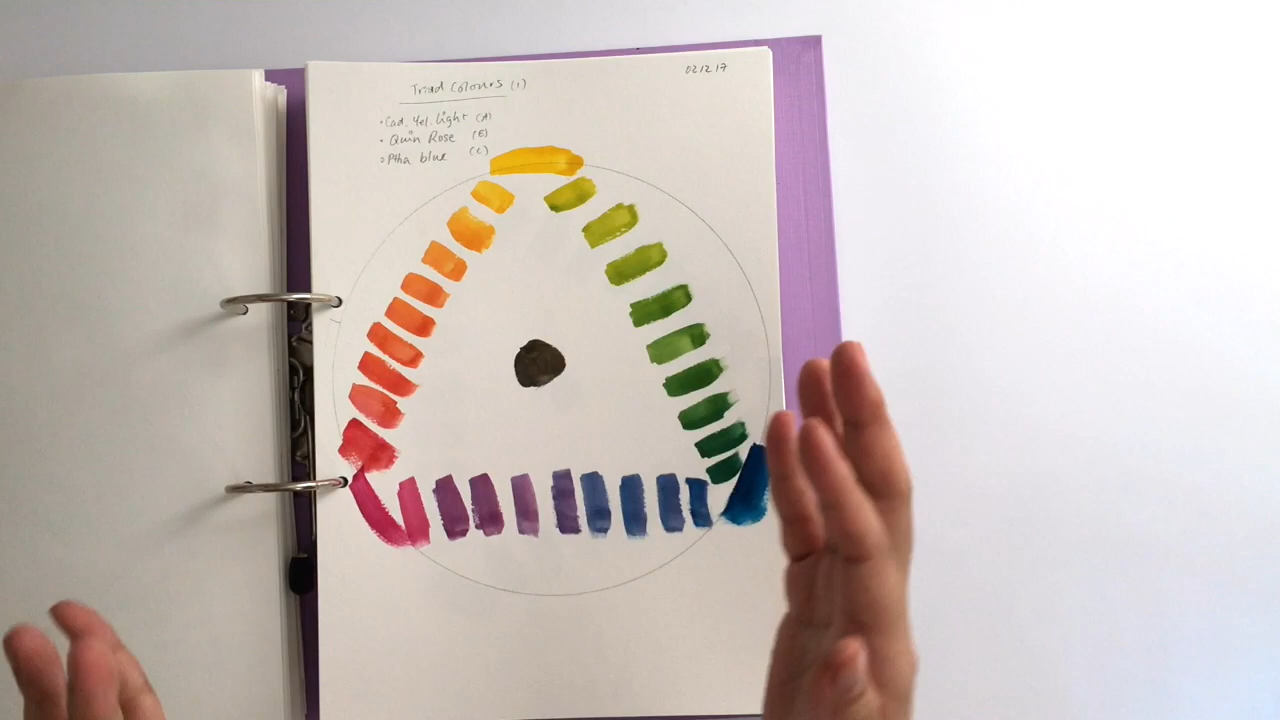 02 12 17
Triad Colours (1)
• Cad. Yel. Light (A)
• Quin Rose (E)
• Ptha blue (C)